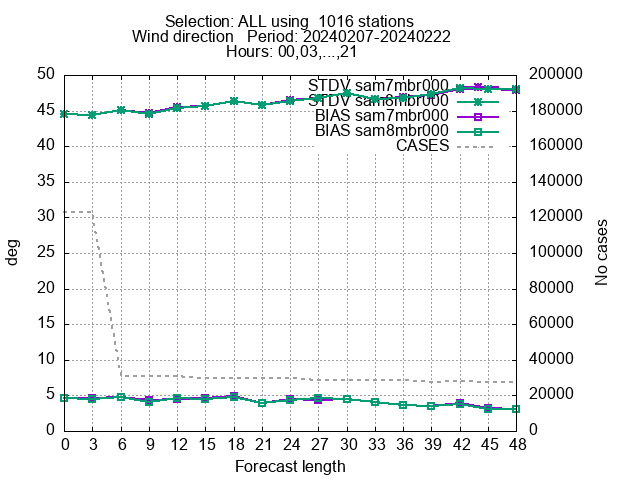 Selection: ALL using  1016 stations
Wind direction   Period: 20240207-20240222
Hours: 00,03,...,21
50 200000
45 180000
40 160000
35 140000
30 120000
25 100000
20 80000
15 60000
10 40000
5 20000
0 0
STDV sam7mbr000
STDV sam8mbr000
BIAS sam7mbr000
BIAS sam8mbr000
CASES
deg
No cases
0 3 6 9 12 15 18 21 24 27 30 33 36 39 42 45 48
Forecast length